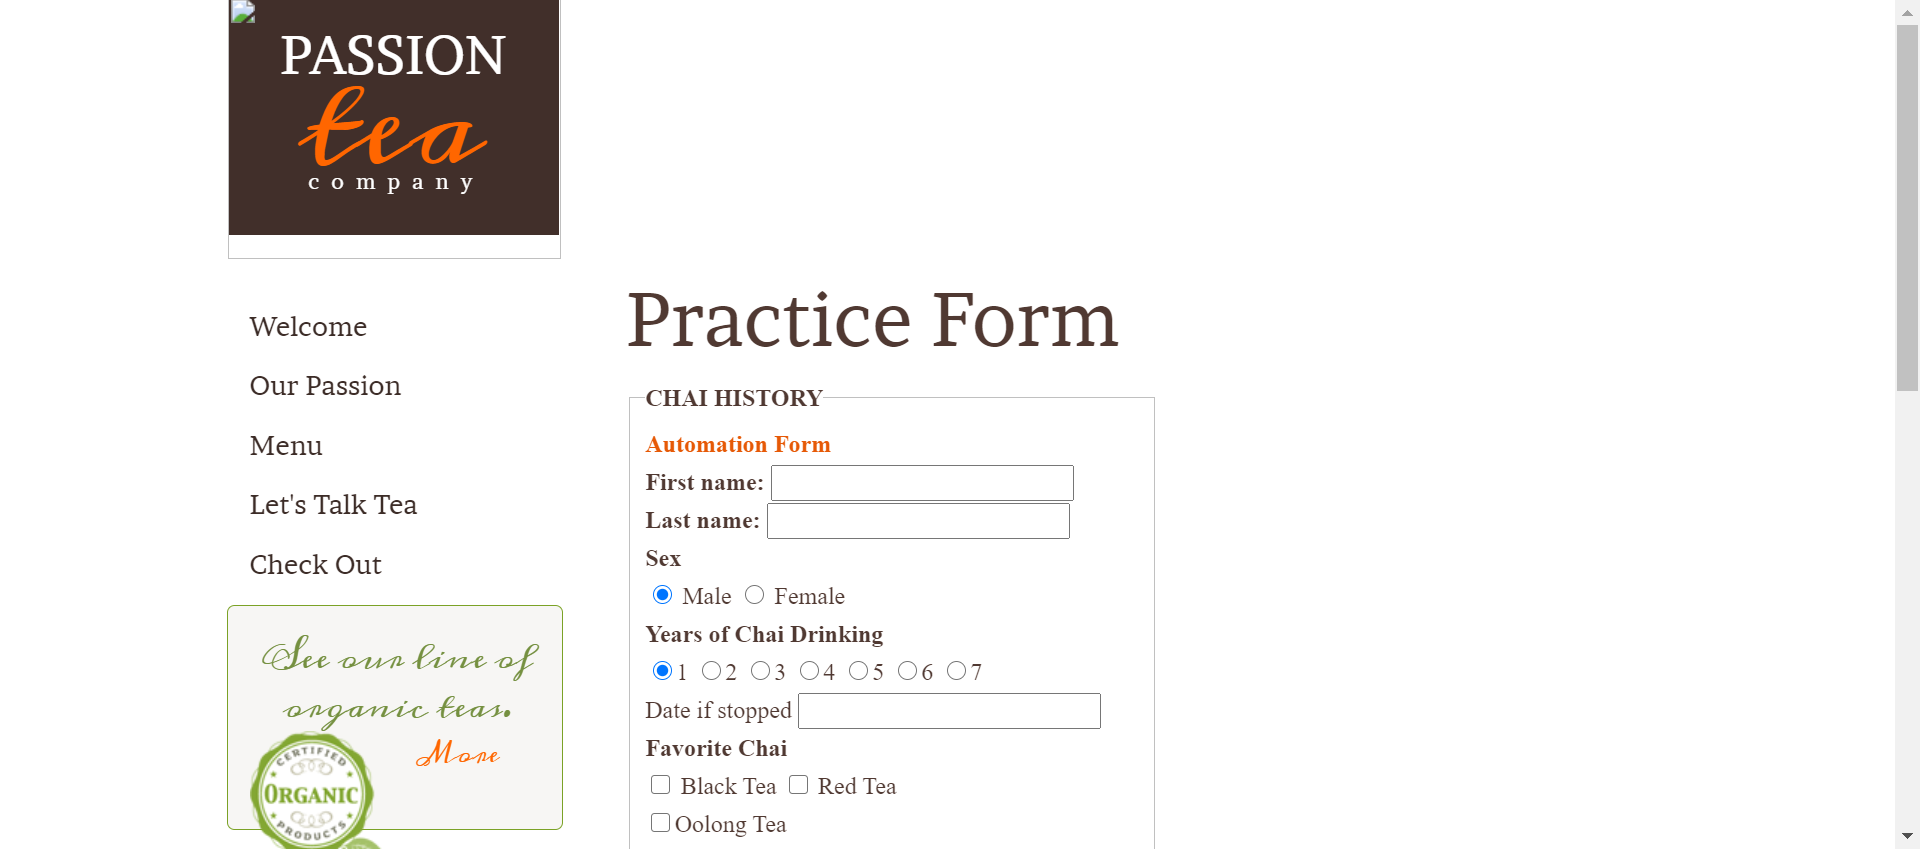 PASSION
tea
company
Welcome
Our Passion
Menu
Let's Talk Tea
Check Out
See our line of
organic teas.
More
CERTIFIED
ORGANIC
PRODUCTS
Practice Form
CHAI HISTORY
Automation Form
First name:
Last name:
Sex
Male Female
Years of Chai Drinking
1 2 3 4 5 6 7
Date if stopped
Favorite Chai
Black Tea Red Tea
Oolong Tea